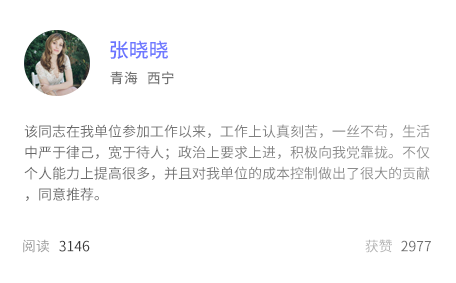 张晓晓
青海 西宁
该同志在我单位参加工作以来，工作上认真刻苦，一丝不苟，生活
中严于律己，宽于待人；政治上要求上进，积极向我党靠拢。不仅
个人能力上提高很多，并且对我单位的成本控制做出了很大的贡献
，同意推荐。
阅读 3146 获赞 2977